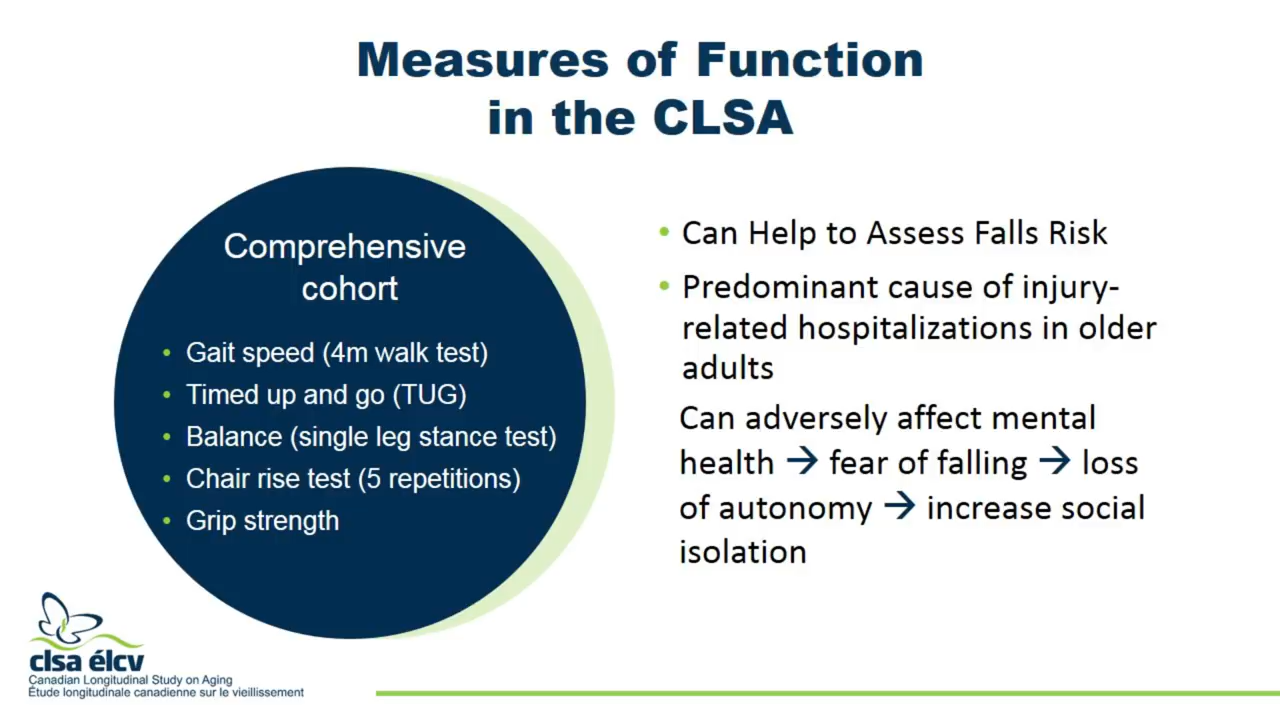 Measures of Function
in the CLSA
Comprehensive
cohort
• Gait speed (4m walk test)
• Timed up and go (TUG)
• Balance (single leg stance test)
• Chair rise test (5 repetitions)
• Grip strength
• Can Help to Assess Falls Risk
• Predominant cause of injury-
related hospitalizations in older
adults
Can adversely affect mental
health → fear of falling → loss
of autonomy → increase social
isolation
clsa élcv
Canadian Longitudinal Study on Aging
Étude longitudinale canadienne sur le vieillissement